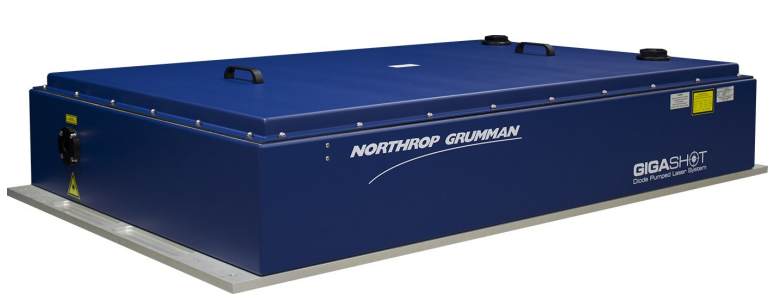 NORTHROP GRUMMAN
GIGASHOT
Diode Pumped Laser System